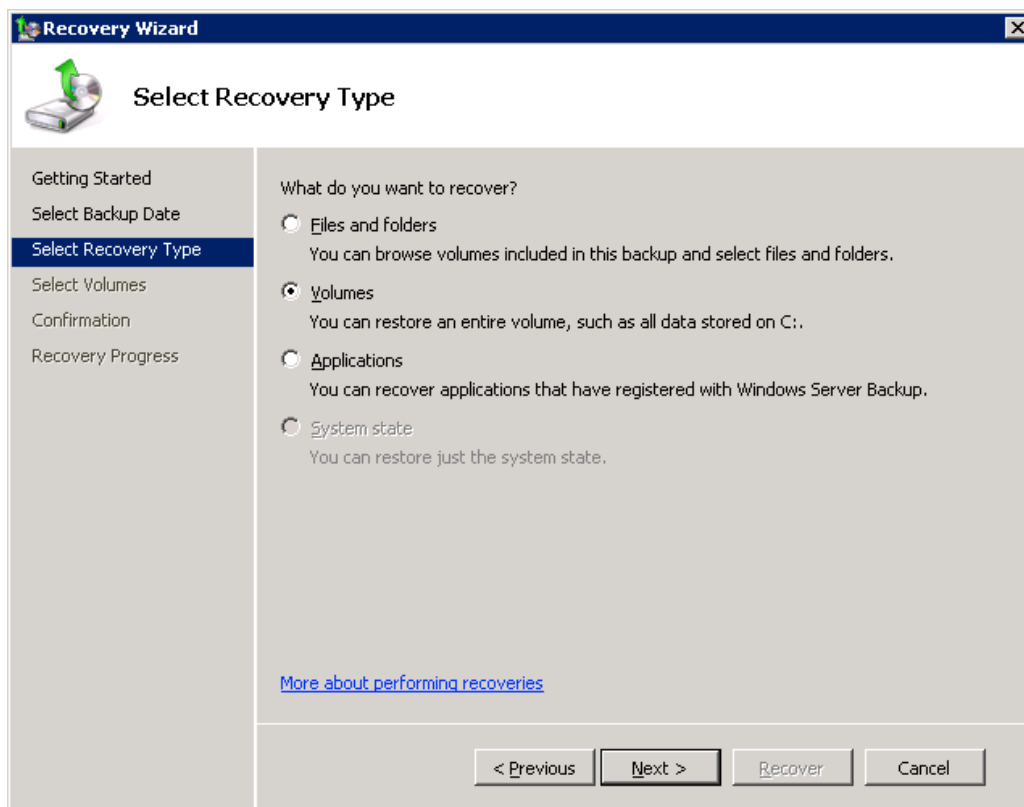 Recovery Wizard
Select Recovery Type
Getting Started
Select Backup Date
Select Recovery Type
Select Volumes
Confirmation
Recovery Progress
What do you want to recover?
Files and folders
You can browse volumes included in this backup and select files and folders.
Volumes
You can restore an entire volume, such as all data stored on C:.
Applications
You can recover applications that have registered with Windows Server Backup.
System state
You can restore just the system state.
More about performing recoveries
< Previous
Next >
Recover
Cancel